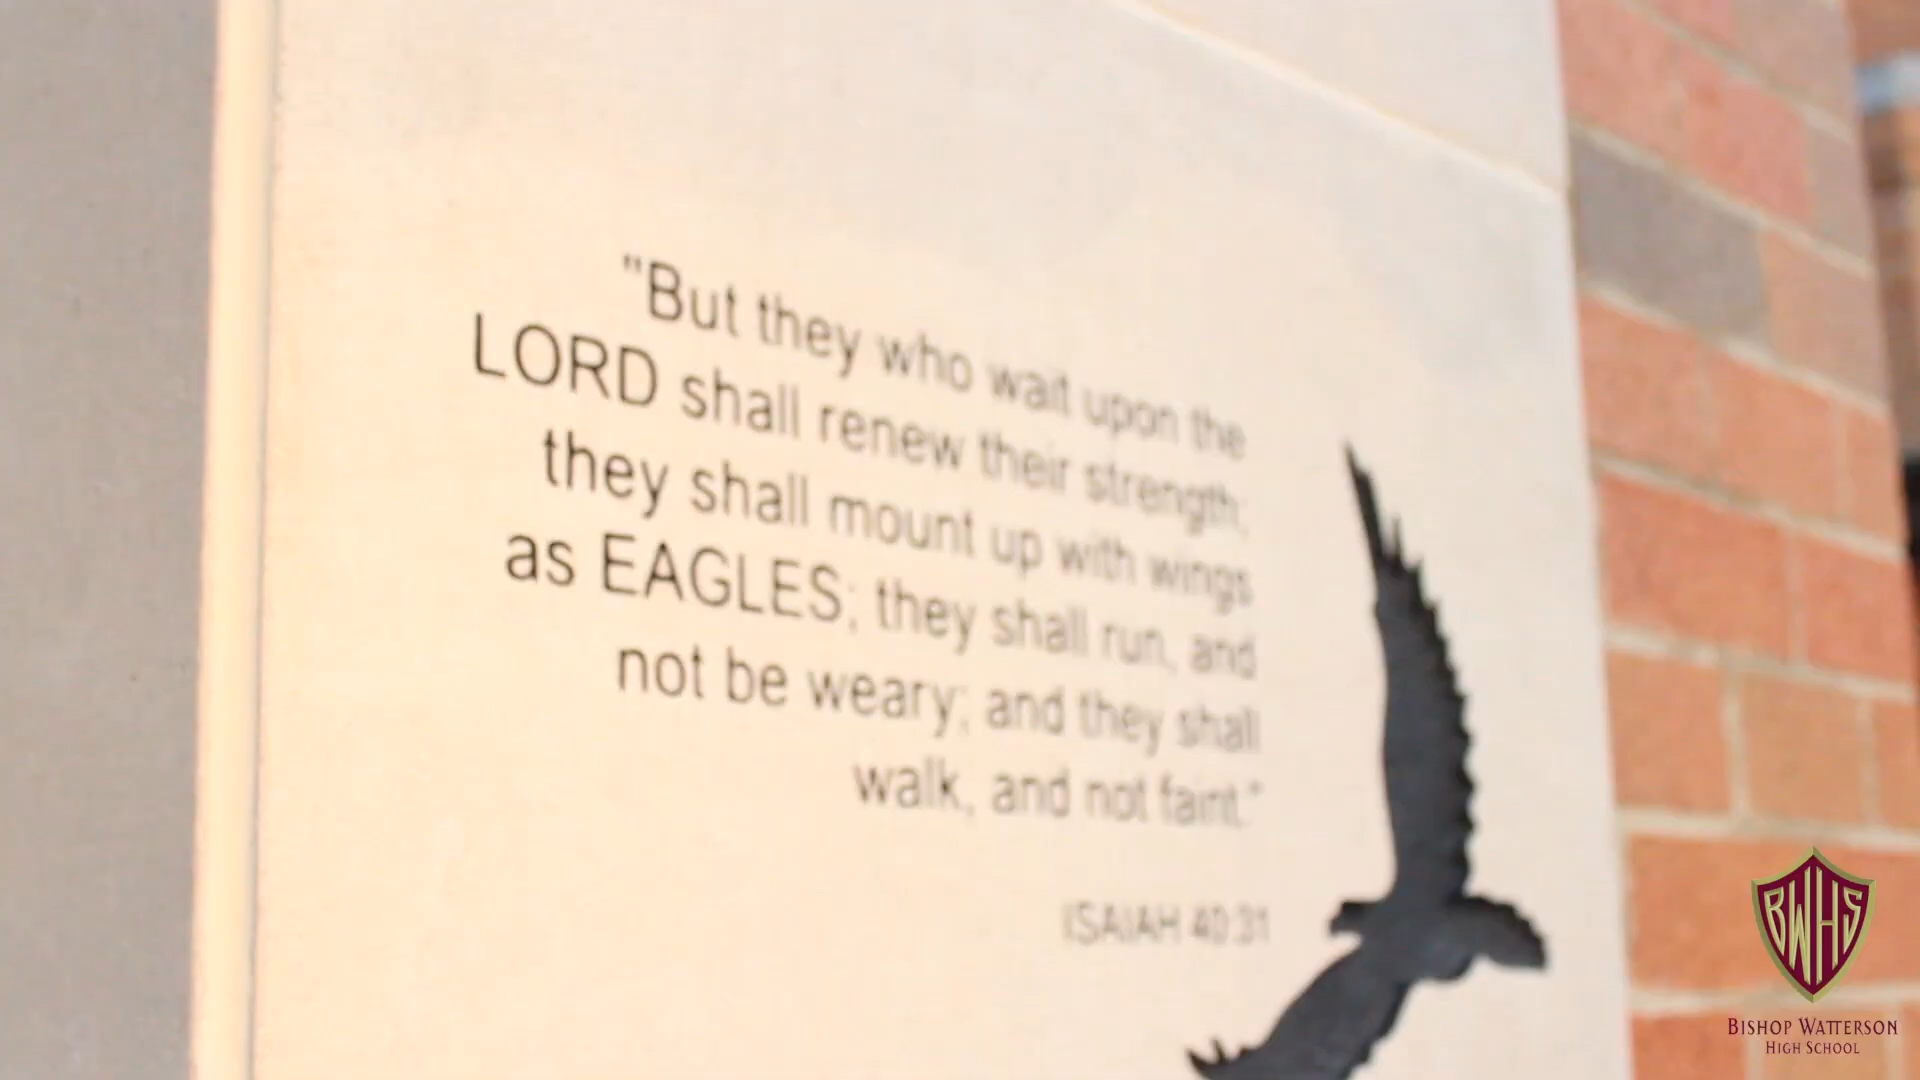 "But they who wait upon the
LORD shall renew their strength;
they shall mount up with wings
as EAGLES; they shall run, and
not be weary; and they shall
walk, and not faint."
ISAIAH 40:31
BWHS
BISHOP WATTERSON
HIGH SCHOOL